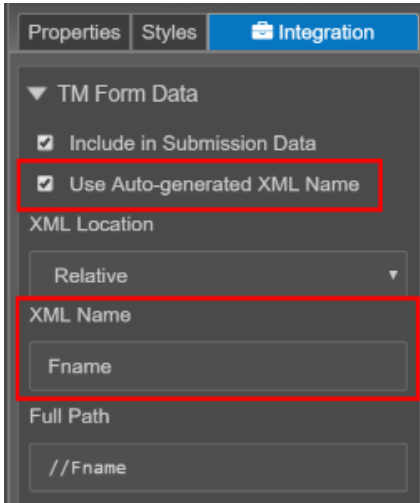 Properties Styles Integration
TM Form Data
Include in Submission Data
Use Auto-generated XML Name
XML Location
Relative
XML Name
Fname
Full Path
//Fname